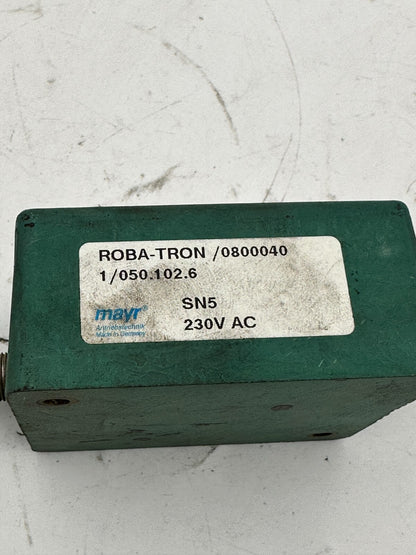 ROBA-TRON /0800040
1/050.102.6
mayr®
Antriebstechnik
Made in Germany
SN5
230V AC